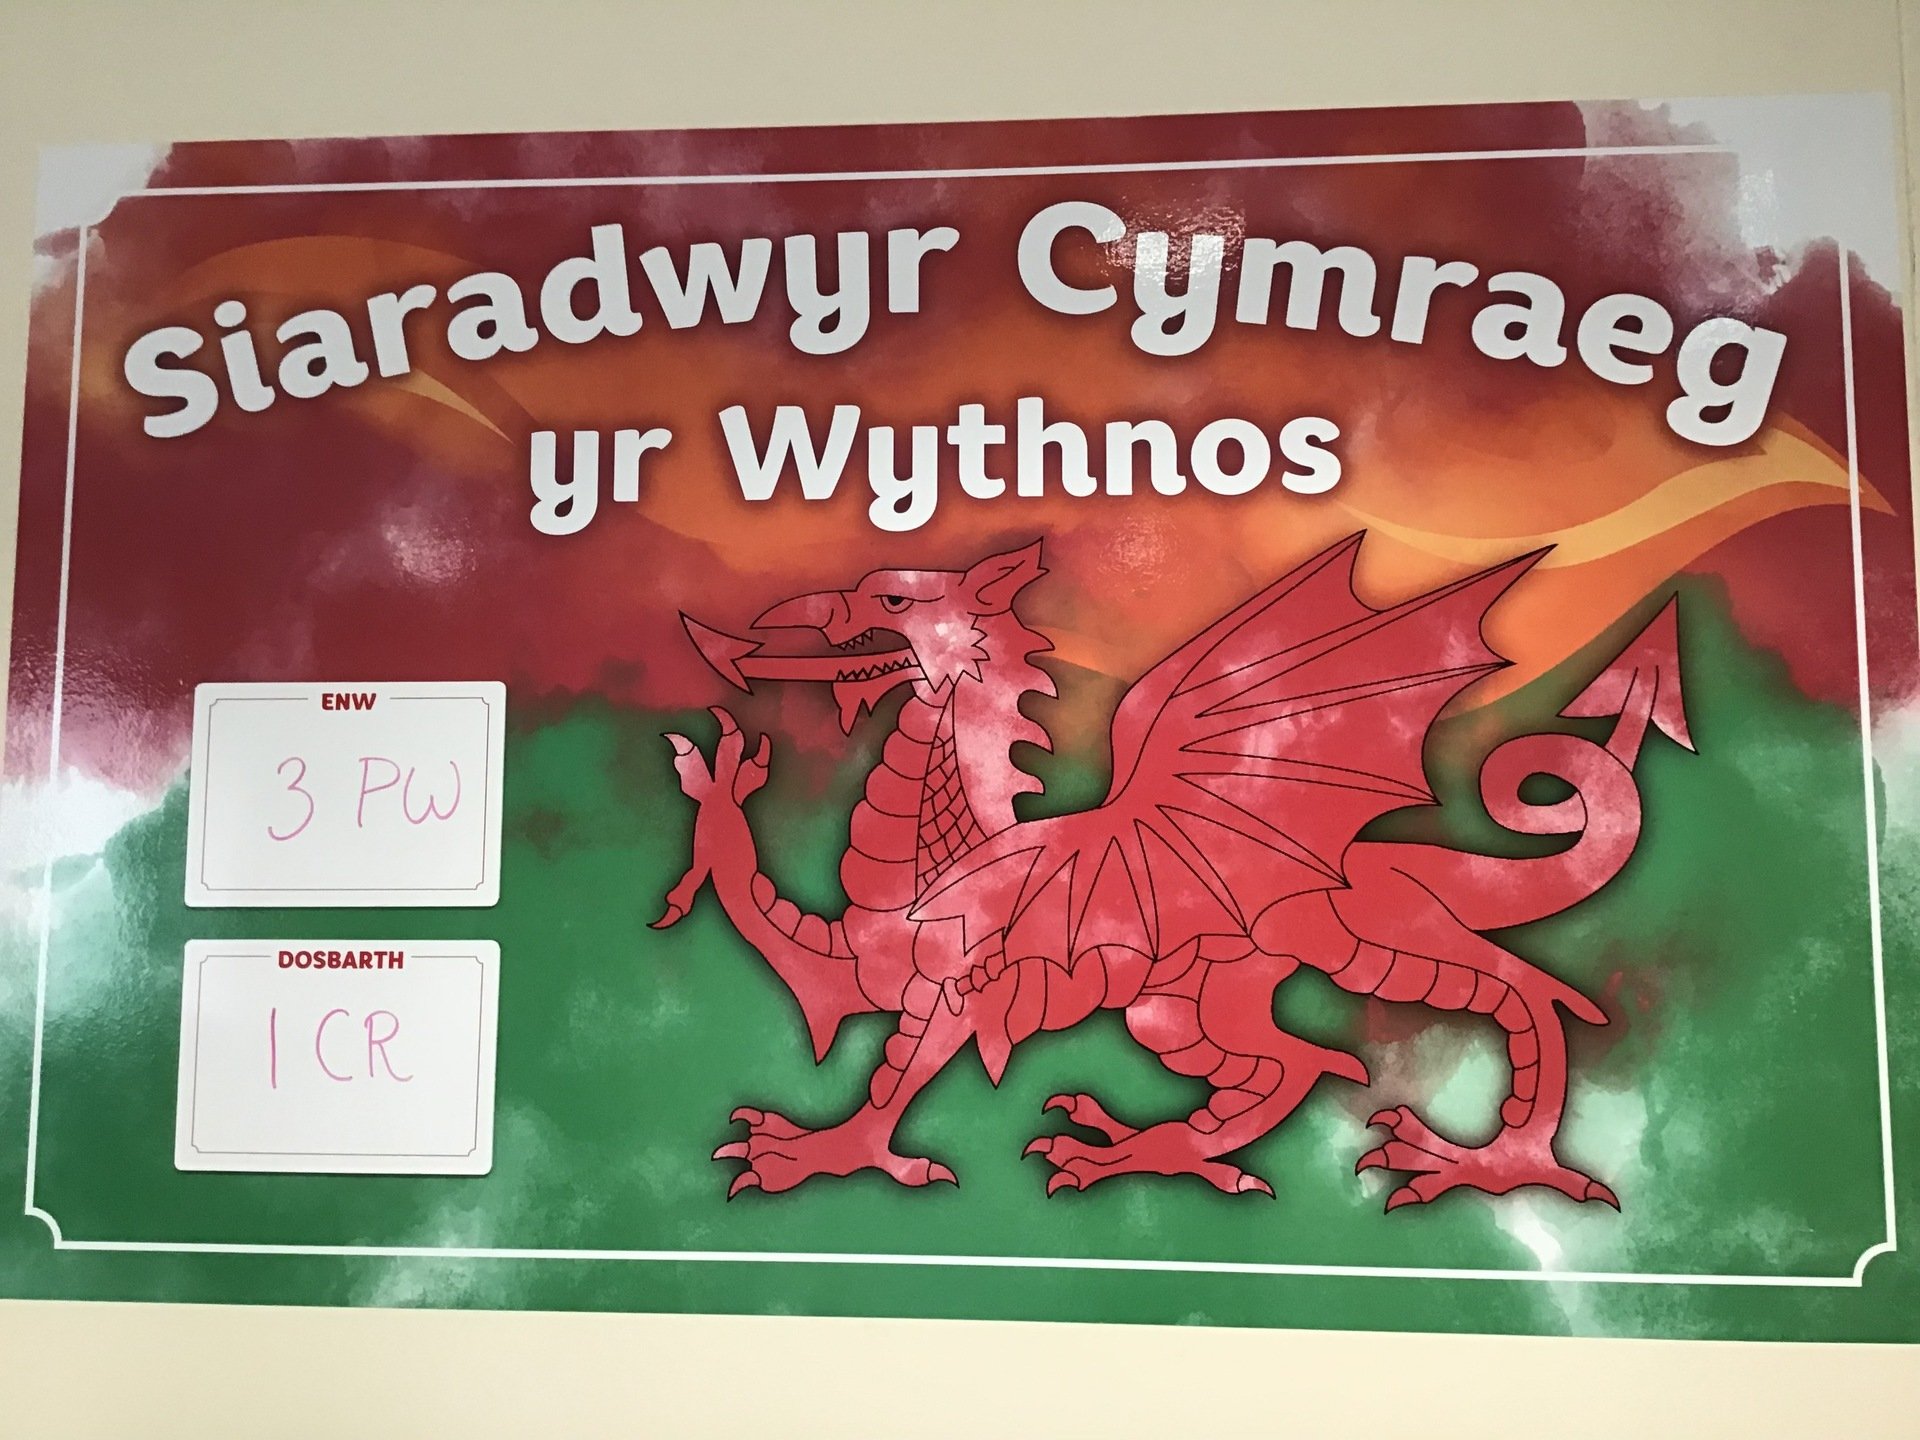 Siaradwyr Cymraeg
yr Wythnos
ENW
3 PW
DOSBARTH
1 CR